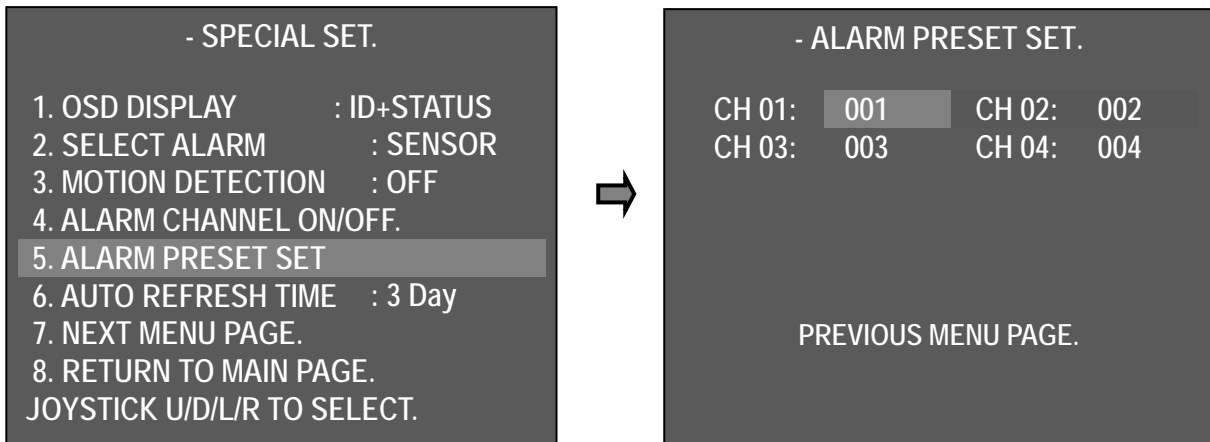 - SPECIAL SET.
1. OSD DISPLAY : ID+STATUS
2. SELECT ALARM : SENSOR
3. MOTION DETECTION : OFF
4. ALARM CHANNEL ON/OFF.
5. ALARM PRESET SET
6. AUTO REFRESH TIME : 3 Day
7. NEXT MENU PAGE.
8. RETURN TO MAIN PAGE.
JOYSTICK U/D/L/R TO SELECT.
- ALARM PRESET SET.
CH 01: 001 CH 02: 002
CH 03: 003 CH 04: 004
PREVIOUS MENU PAGE.